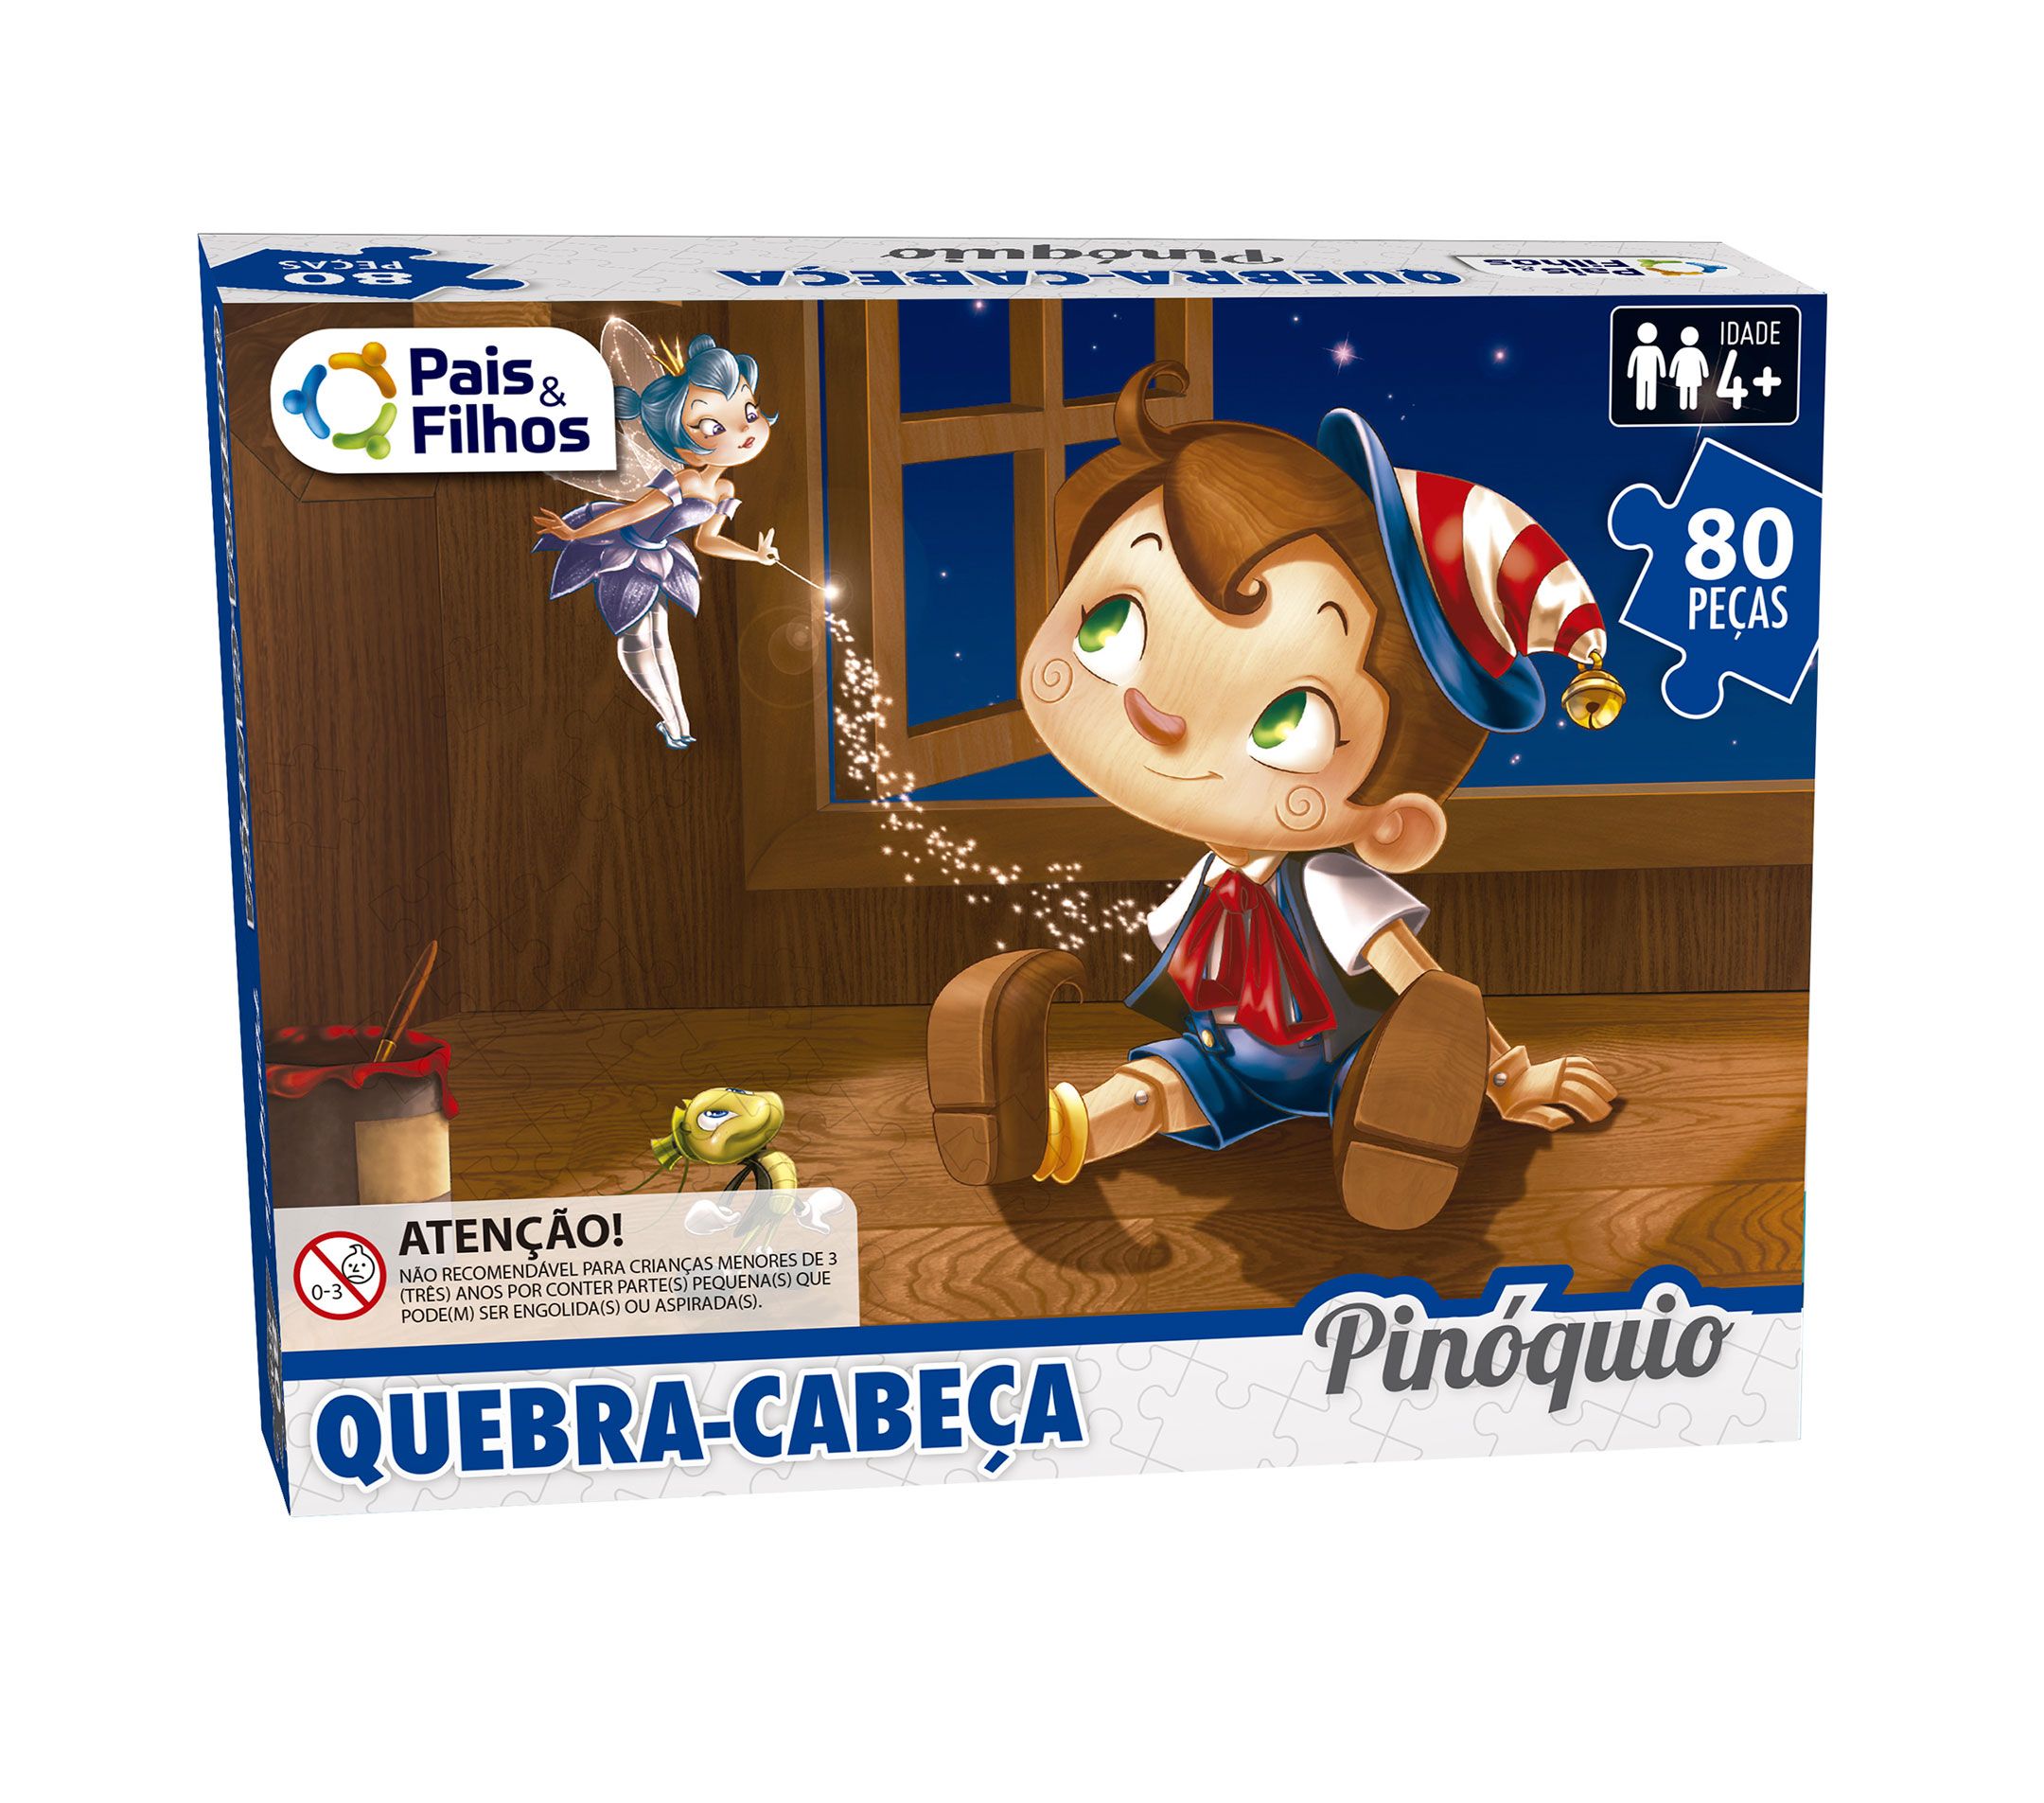 Pinóquio
QUEBRA-CABEÇA
80
PEÇAS
Pais &
Filhos
Pais &
Filhos
IDADE
4+
80
PEÇAS
ATENÇÃO!
0-3
NÃO RECOMENDÁVEL PARA CRIANÇAS MENORES DE 3
(TRÊS) ANOS POR CONTER PARTE(S) PEQUENA(S) QUE
PODE(M) SER ENGOLIDA(S) OU ASPIRADA(S).
Pinóquio
QUEBRA-CABEÇA